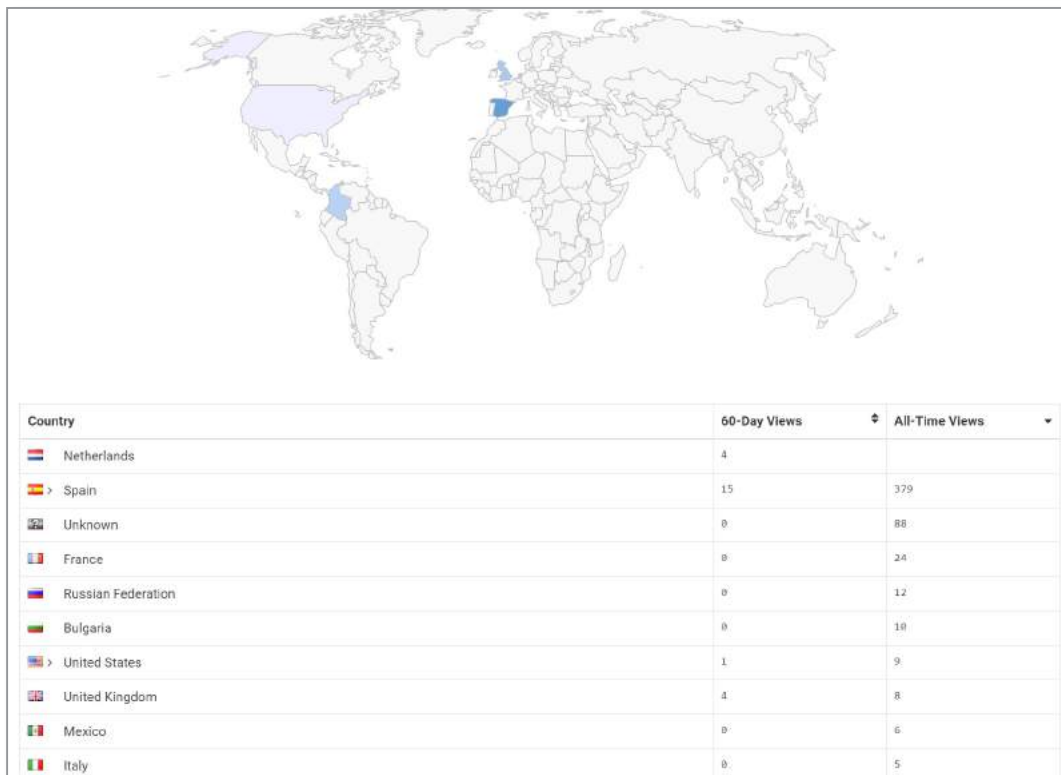 Country 60-Day Views All-Time Views
Netherlands 4
Spain 15 379
Unknown 0 88
France 0 24
Russian Federation 0 12
Bulgaria 0 10
United States 1 9
United Kingdom 4 8
Mexico 0 6
Italy 0 5